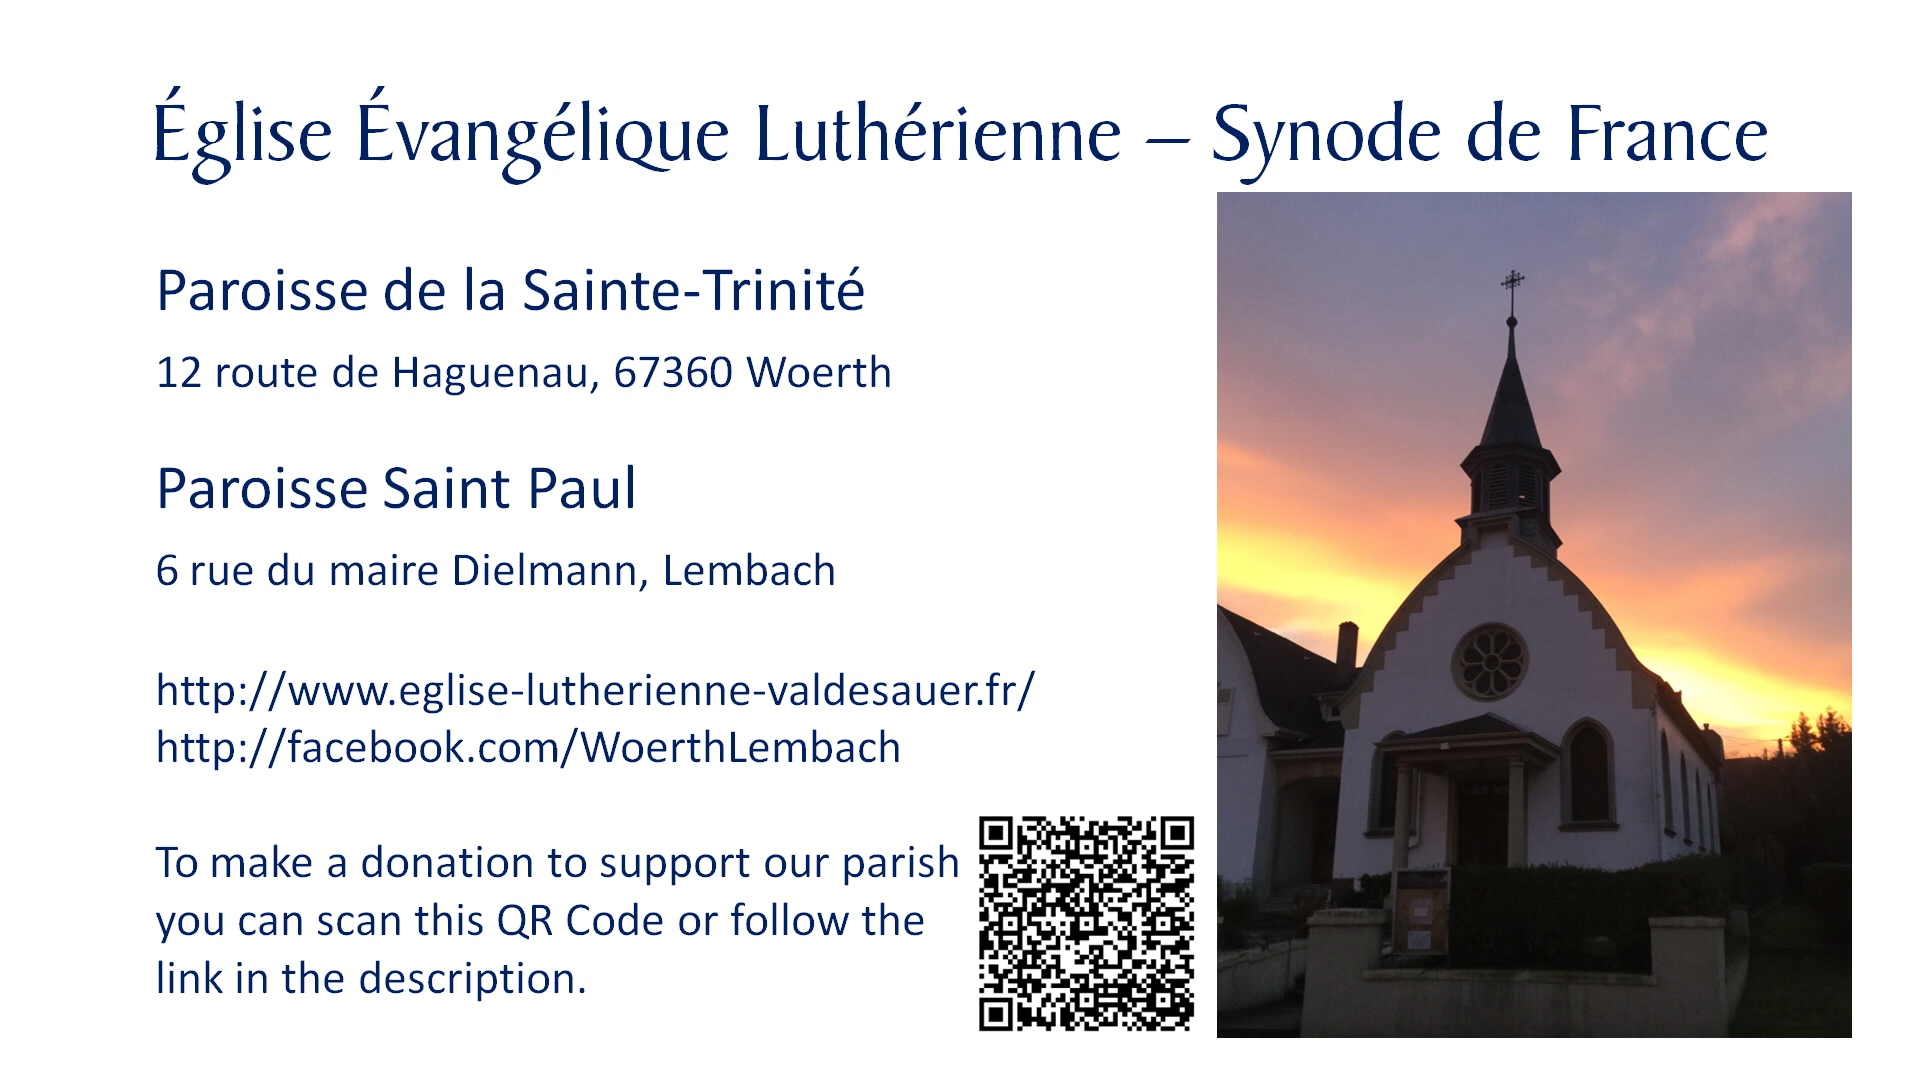 Église Évangélique Luthérienne – Synode de France
Paroisse de la Sainte-Trinité
12 route de Haguenau, 67360 Woerth
Paroisse Saint Paul
6 rue du maire Dielmann, Lembach
http://www.eglise-lutherienne-valdesauer.fr/
http://facebook.com/WoerthLembach
To make a donation to support our parish
you can scan this QR Code or follow the
link in the description.